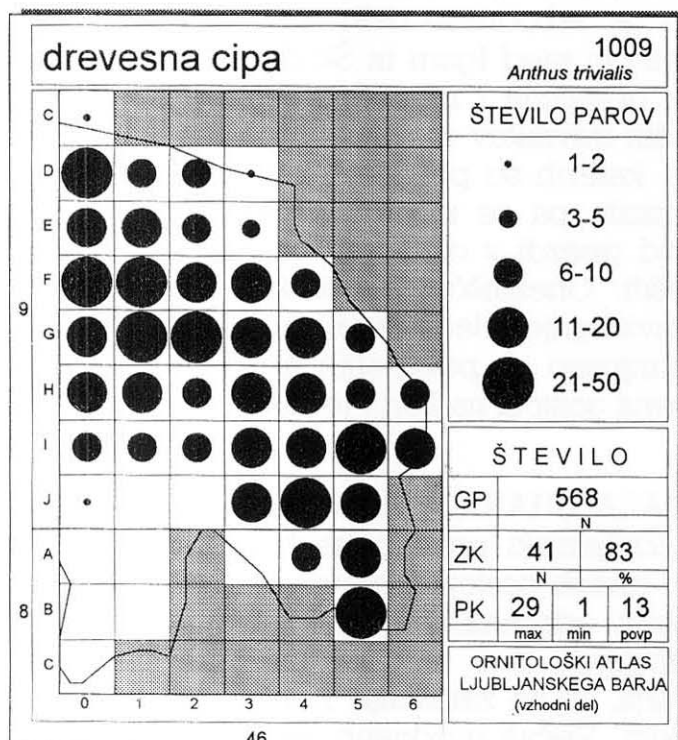 drevesna cipa
1009
Anthus trivialis
ŠTEVILO PAROV
1-2
3-5
6-10
11-20
21-50
ŠTEVILO
GP 568
N
ZK 41 83
N %
PK 29 1 13
max min povp
ORNITOLOŠKI ATLAS
LJUBLJANSKEGA BARJA
(vzhodni del)
C
D
E
F
9
G
H
I
J
A
8 B
C
0 1 2 3 4 5 6
46